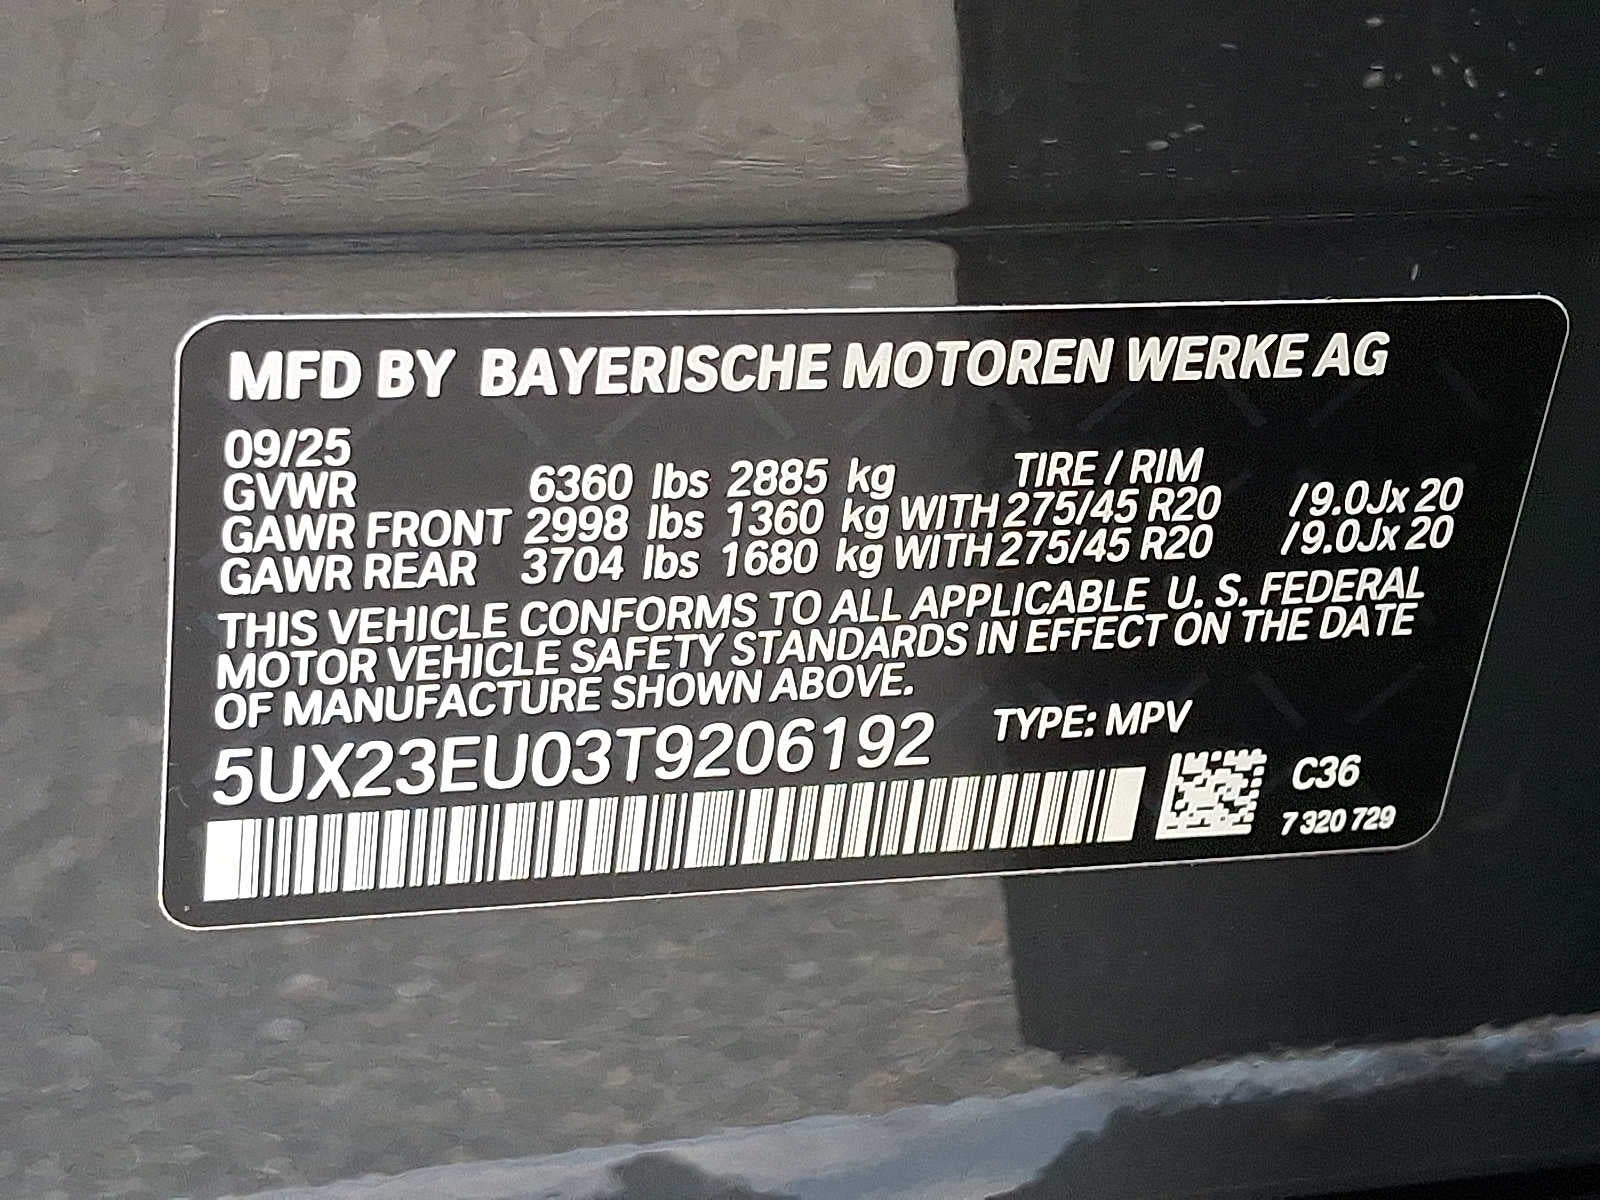 MFD BY BAYERISCHE MOTOREN WERKE AG
09/25
GVWR 6360 lbs 2885 kg TIRE / RIM
GAWR FRONT 2998 lbs 1360 kg WITH 275/45 R20 /9.0Jx 20
GAWR REAR 3704 lbs 1680 kg WITH 275/45 R20 /9.0Jx 20
THIS VEHICLE CONFORMS TO ALL APPLICABLE U. S. FEDERAL
MOTOR VEHICLE SAFETY STANDARDS IN EFFECT ON THE DATE
OF MANUFACTURE SHOWN ABOVE.
5UX23EU03T9206192 TYPE: MPV
C36
7 320 729